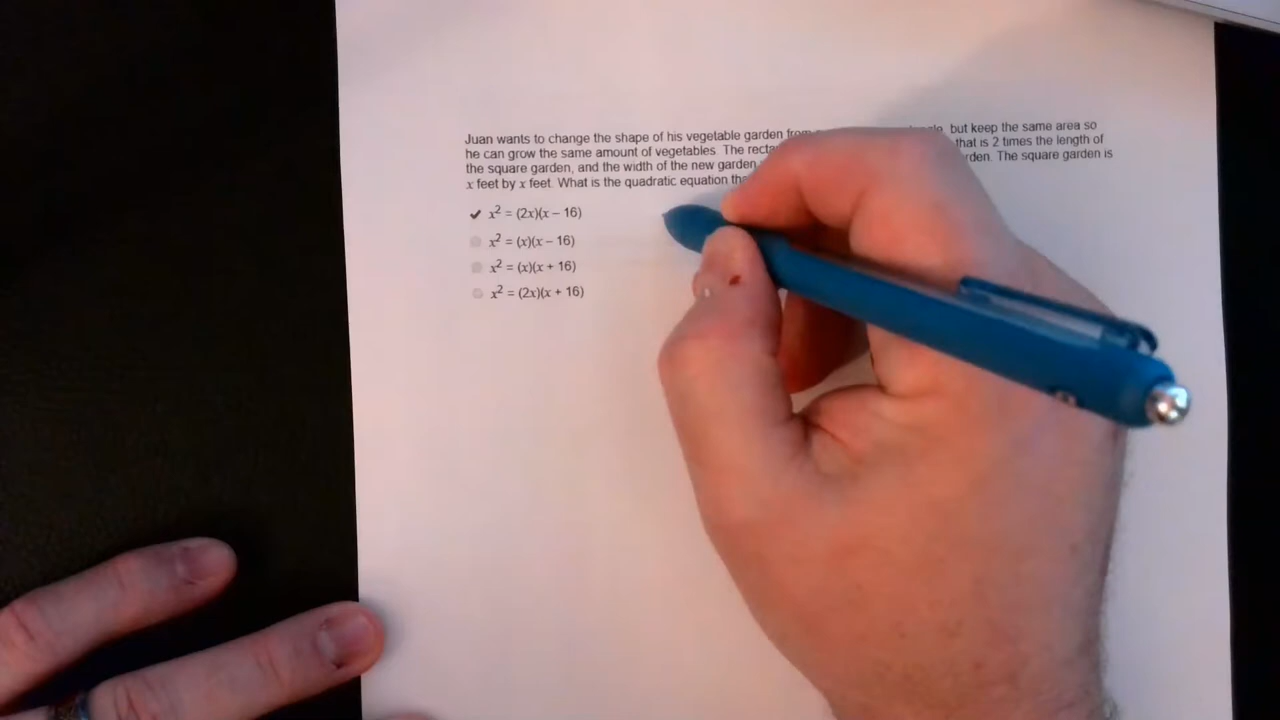 Juan wants to change the shape of his vegetable garden from but keep the same area so
he can grow the same amount of vegetables. The that is 2 times the length of
the square garden, and the width of the new garden The square garden is
x feet by x feet. What is the quadratic equation
✓ x² = (2x)(x – 16)
x² = (x)(x – 16)
x² = (x)(x + 16)
x² = (2x)(x + 16)